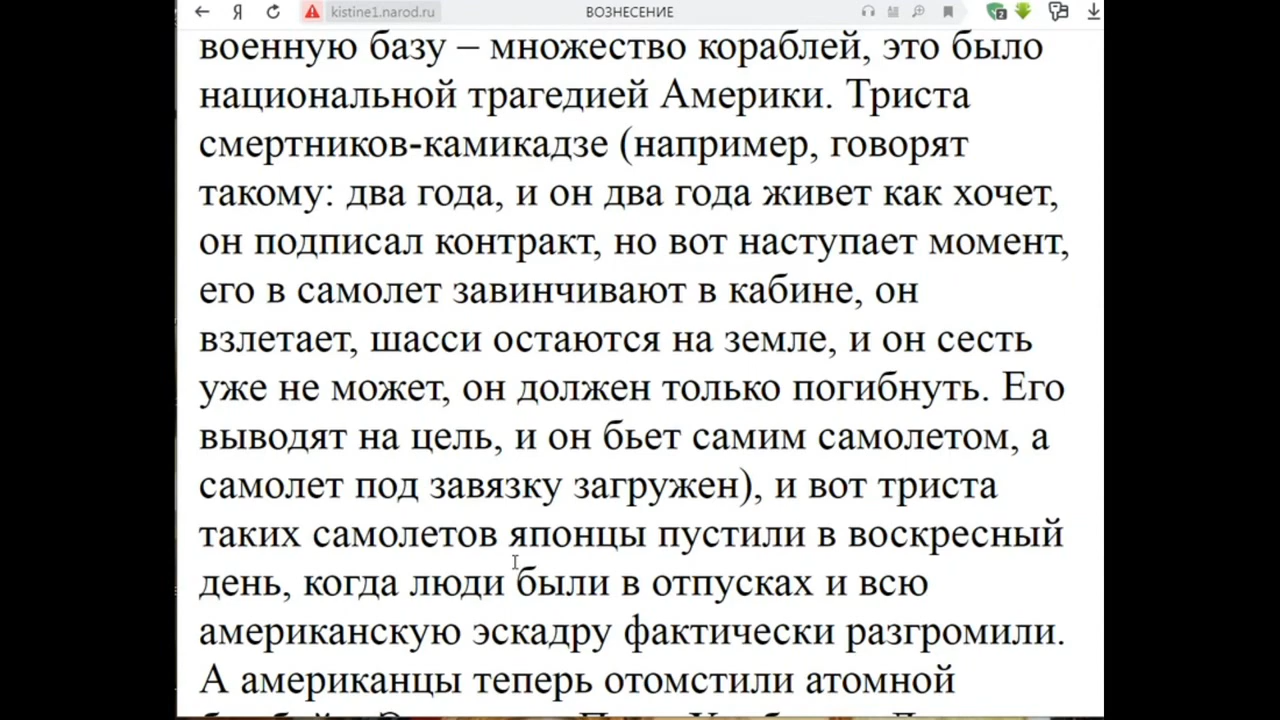 Я kistine1.narod.ru ВОЗНЕСЕНИЕ 2
военную базу – множество кораблей, это было
национальной трагедией Америки. Триста
смертников-камикадзе (например, говорят
такому: два года, и он два года живет как хочет,
он подписал контракт, но вот наступает момент,
его в самолет завинчивают в кабине, он
взлетает, шасси остаются на земле, и он сесть
уже не может, он должен только погибнуть. Его
выводят на цель, и он бьет самим самолетом, а
самолет под завязку загружен), и вот триста
таких самолетов японцы пустили в воскресный
день, когда люди были в отпусках и всю
американскую эскадру фактически разгромили.
А американцы теперь отомстили атомной